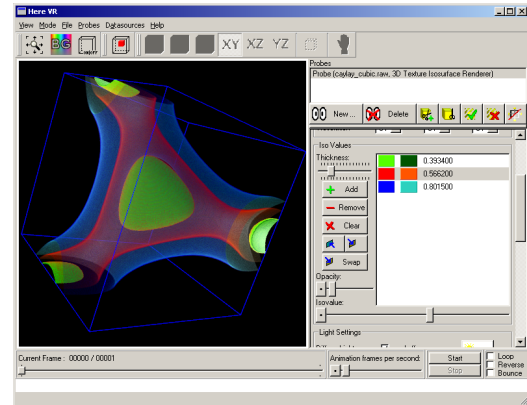 Here VR
View Mode File Probes Datasources Help
BG on/off XY XZ YZ
Probes
Probe (caylay_cubic.raw, 3D Texture Isosurface Renderer)
New... Delete
Iso Values
Thickness:
0.393400
0.566200
0.801500
Add
Remove
Clear
Swap
Opacity:
Isovalue:
Light Settings
Current Frame : 00000 / 00001
Animation frames per second:
Start
Stop
Loop
Reverse
Bounce